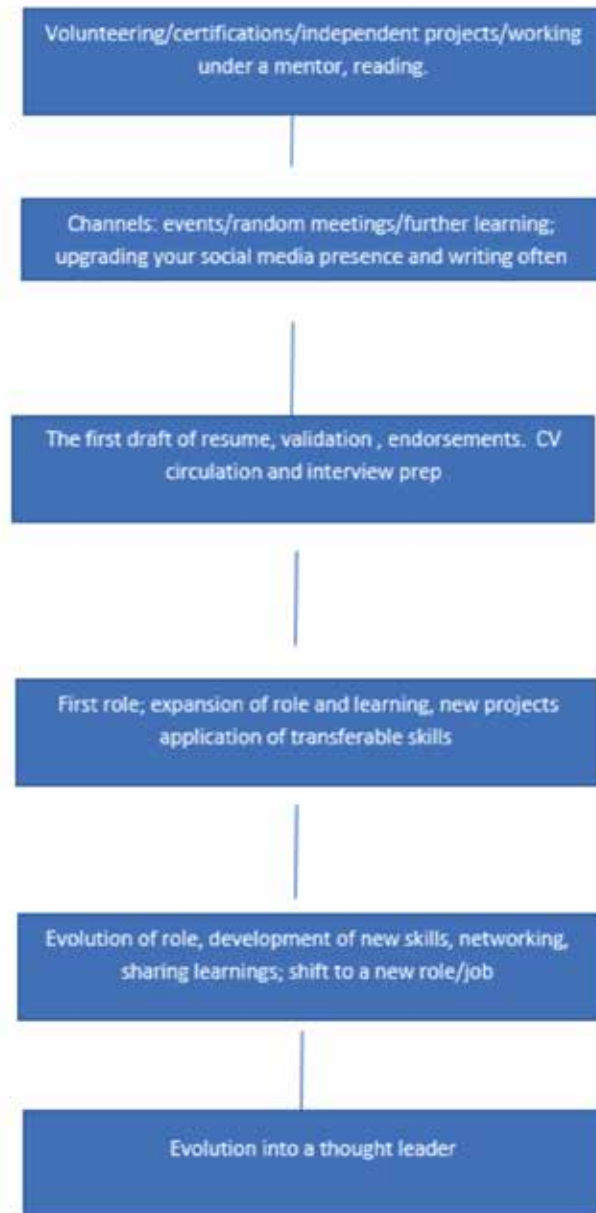 Volunteering/certifications/independent projects/working
under a mentor, reading.
Channels: events/random meetings/further learning;
upgrading your social media presence and writing often
The first draft of resume, validation , endorsements. CV
circulation and interview prep
First role; expansion of role and learning, new projects
application of transferable skills
Evolution of role, development of new skills, networking,
sharing learnings; shift to a new role/job
Evolution into a thought leader